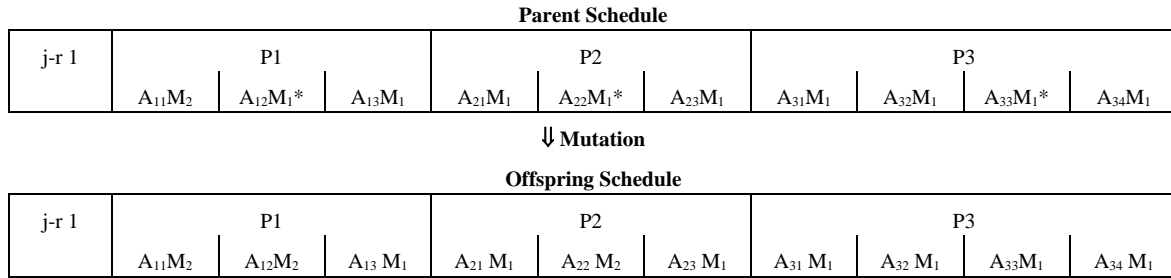 Parent Schedule
j-r 1 P1 P2 P3
A₁₁M₂ A₁₂M₁* A₁₃M₁ A₂₁M₁ A₂₂M₁* A₂₃M₁ A₃₁M₁ A₃₂M₁ A₃₃M₁* A₃₄M₁
⇓ Mutation
Offspring Schedule
j-r 1 P1 P2 P3
A₁₁M₂ A₁₂M₂ A₁₃ M₁ A₂₁ M₁ A₂₂ M₂ A₂₃ M₁ A₃₁ M₁ A₃₂ M₁ A₃₃M₁ A₃₄ M₁